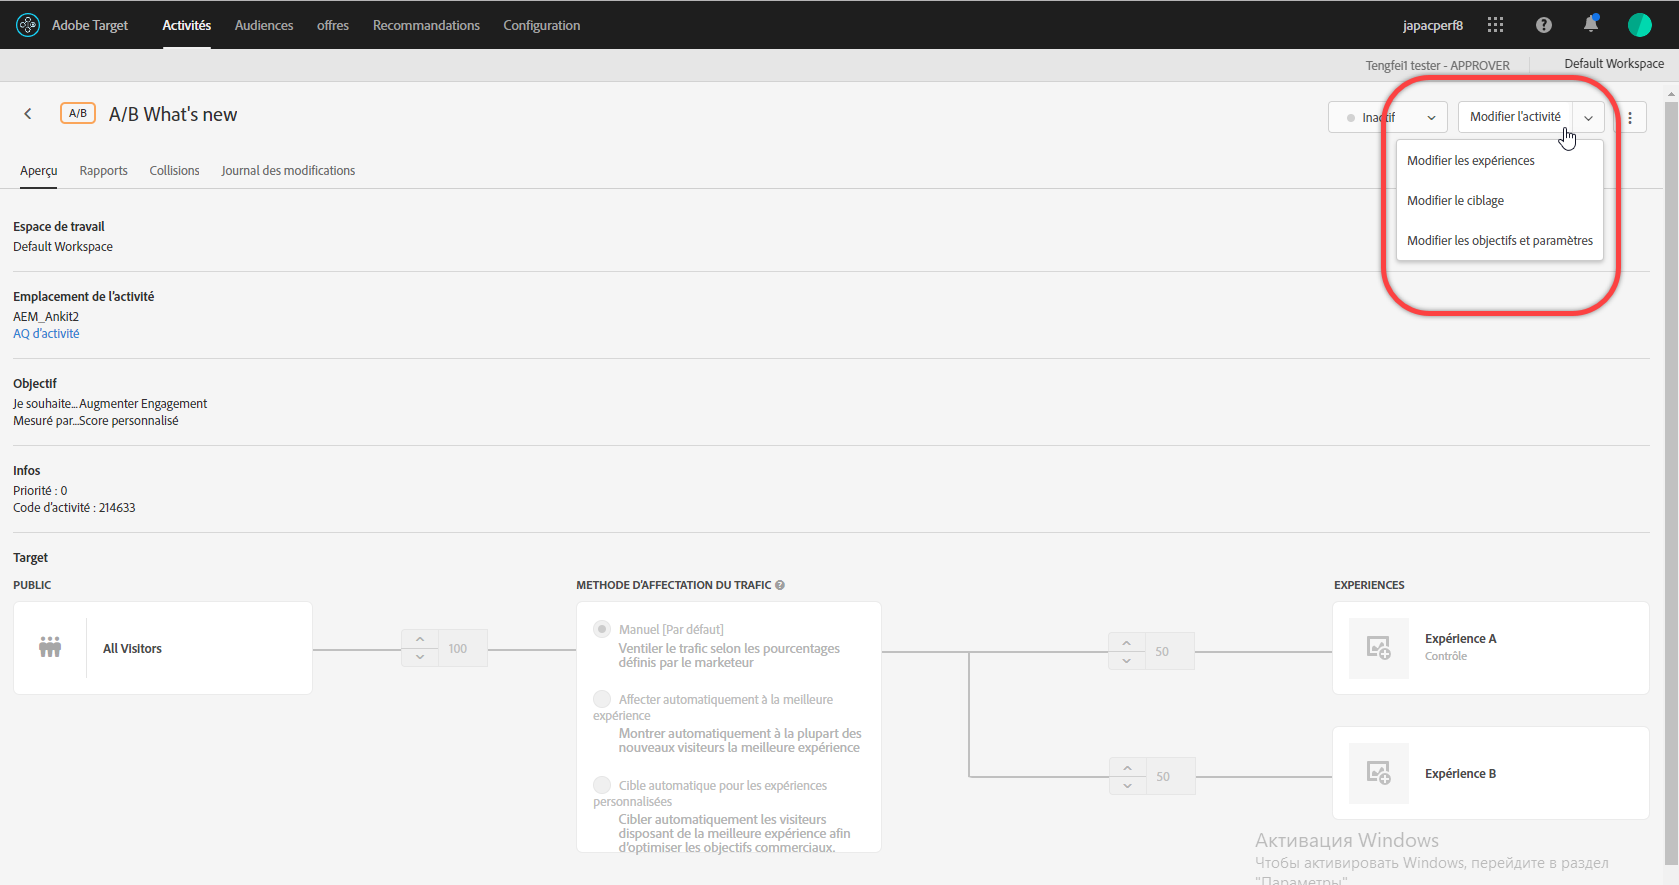 Adobe Target Activités Audiences offres Recommandations Configuration japacperf8
Tengfei1 tester - APPROVER Default Workspace
A/B A/B What's new Inactif Modifier l'activité
Modifier les expériences
Modifier le ciblage
Modifier les objectifs et paramètres
Aperçu Rapports Collisions Journal des modifications
Espace de travail
Default Workspace
Emplacement de l'activité
AEM_Ankit2
AQ d'activité
Objectif
Je souhaite...Augmenter Engagement
Mesuré par...Score personnalisé
Infos
Priorité : 0
Code d'activité : 214633
Target
PUBLIC
All Visitors
100
METHODE D'AFFECTATION DU TRAFIC
Manuel [Par défaut]
Ventiler le trafic selon les pourcentages
définis par le marketeur
Affecter automatiquement à la meilleure
expérience
Montrer automatiquement à la plupart des
nouveaux visiteurs la meilleure expérience
Cible automatique pour les expériences
personnalisées
Cibler automatiquement les visiteurs
disposant de la meilleure expérience afin
d'optimiser les objectifs commerciaux.
50
50
EXPERIENCES
Expérience A
Contrôle
Expérience B
Активация Windows
Чтобы активировать Windows, перейдите в раздел
"Параметры"